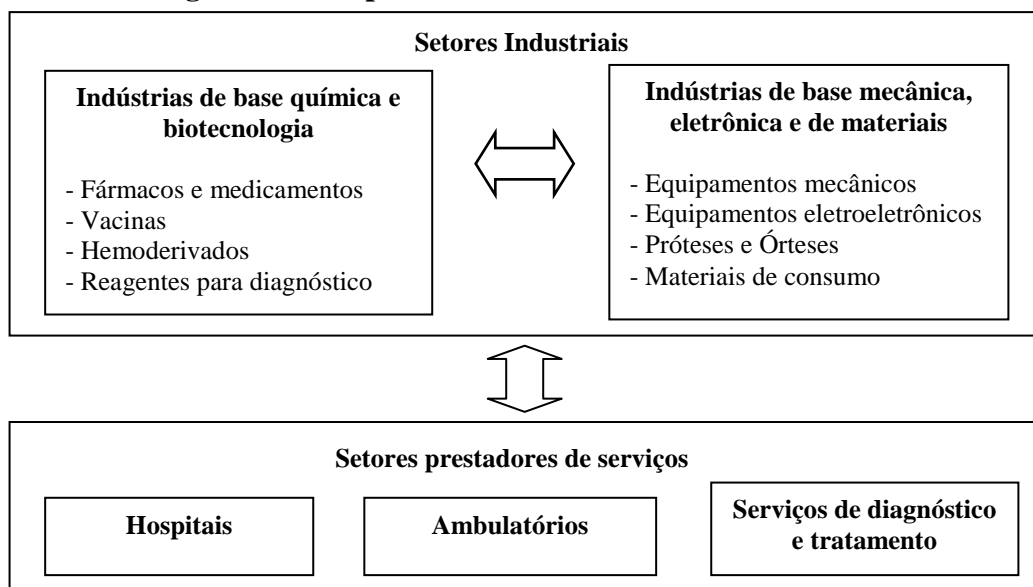 Setores Industriais
Indústrias de base química e
biotecnologia
- Fármacos e medicamentos
- Vacinas
- Hemoderivados
- Reagentes para diagnóstico
Indústrias de base mecânica,
eletrônica e de materiais
- Equipamentos mecânicos
- Equipamentos eletroeletrônicos
- Próteses e Órteses
- Materiais de consumo
Setores prestadores de serviços
Hospitais
Ambulatórios
Serviços de diagnóstico
e tratamento